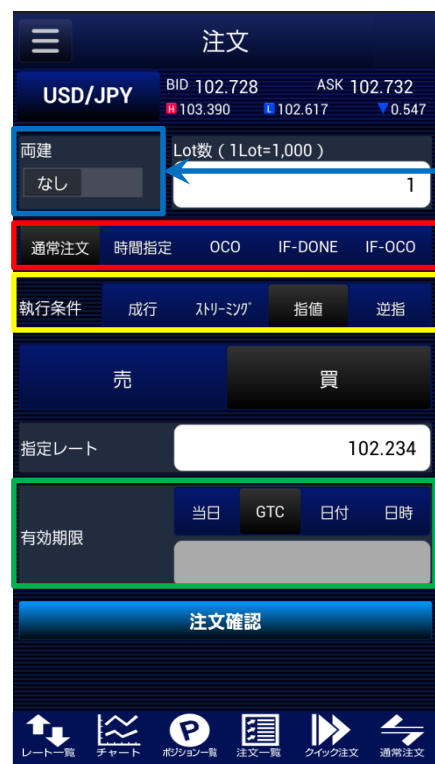 注文
USD/JPY
BID 102.728 ASK 102.732
H 103.390 L 102.617 ▼0.547
両建
なし
Lot数 ( 1Lot=1,000 )
1
通常注文 時間指定 OCO IF-DONE IF-OCO
執行条件 成行 ｽﾄﾘｰﾐﾝｸﾞ 指値 逆指
売 買
指定レート 102.234
有効期限
当日 GTC 日付 日時
注文確認
レート一覧 チャート P ポジション一覧 注文一覧 クイック注文 通常注文